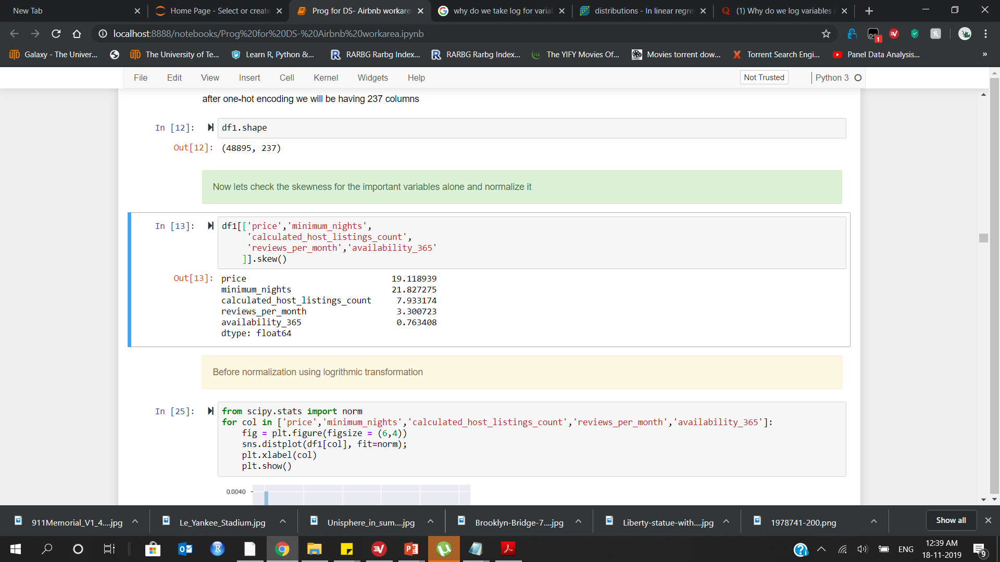 New Tab
Home Page - Select or create
Prog for DS- Airbnb workarea
why do we take log for varial
distributions - In linear regre
(1) Why do we log variables i
localhost:8888/notebooks/Prog%20for%20DS-%20Airbnb%20workarea.ipynb
1
Galaxy - The Univer...
The University of Te...
Learn R, Python &...
RARBG Rarbg Index...
RARBG Rarbg Index...
The YIFY Movies Of...
Movies torrent dow...
Torrent Search Engi...
Panel Data Analysis...
»
File Edit View Insert Cell Kernel Widgets Help
Not Trusted
Python 3
after one-hot encoding we will be having 237 columns
In [12]: df1.shape
Out[12]: (48895, 237)
Now lets check the skewness for the important variables alone and normalize it
In [13]: df1[['price','minimum_nights',
'calculated_host_listings_count',
'reviews_per_month','availability_365'
]].skew()
Out[13]: price 19.118939
minimum_nights 21.827275
calculated_host_listings_count 7.933174
reviews_per_month 3.300723
availability_365 0.763408
dtype: float64
Before normalization using logrithmic transformation
In [25]: from scipy.stats import norm
for col in ['price','minimum_nights','calculated_host_listings_count','reviews_per_month','availability_365']:
fig = plt.figure(figsize = (6,4))
sns.distplot(df1[col], fit=norm);
plt.xlabel(col)
plt.show()
0.0040
911Memorial_V1_4....jpg
Le_Yankee_Stadium.jpg
Unisphere_in_sum....jpg
Brooklyn-Bridge-7....jpg
Liberty-statue-with....jpg
1978741-200.png
Show all
ENG
12:39 AM
18-11-2019
9